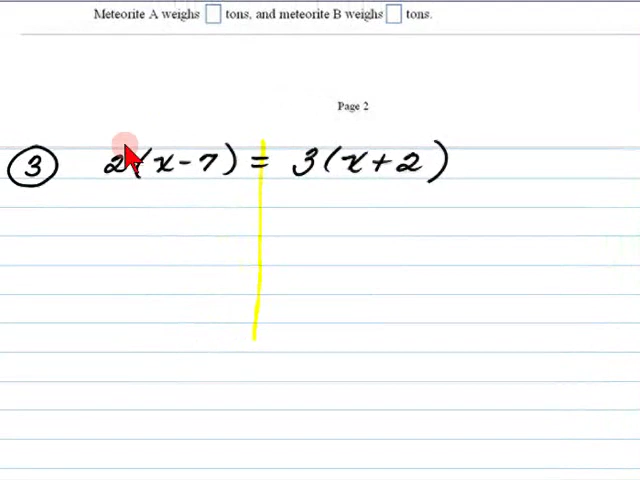 Meteorite A weighs tons, and meteorite B weighs tons.
Page 2
3 2(x-7) = 3(x+2)